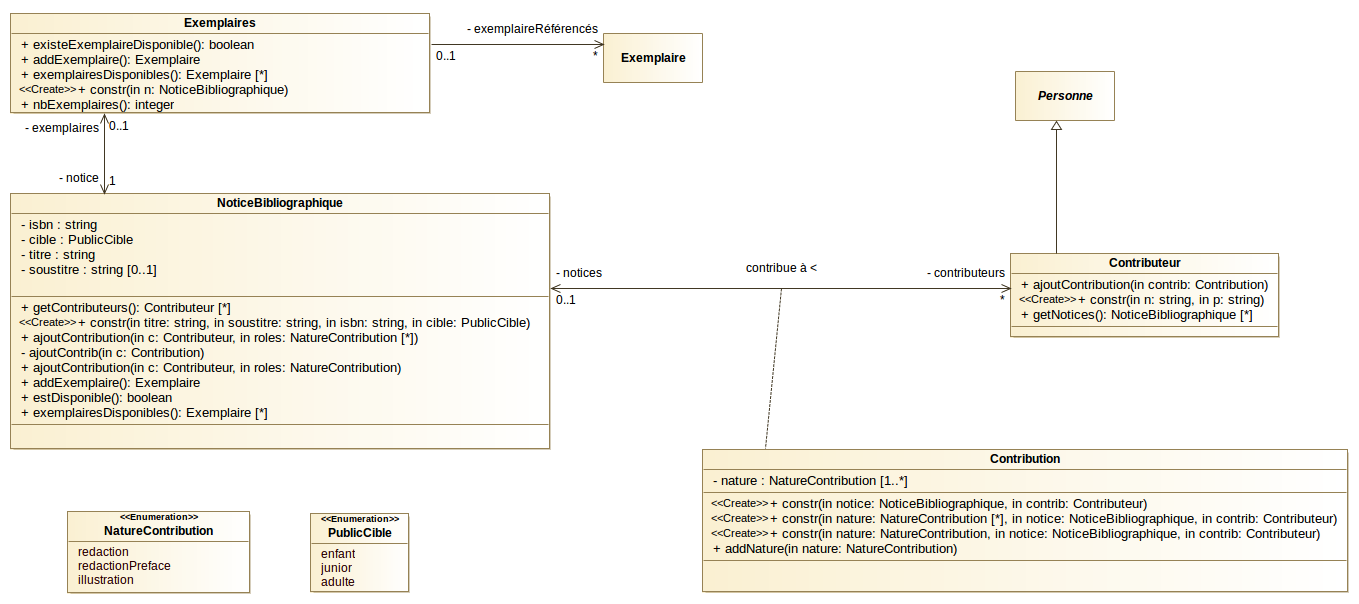 Exemplaires
+ existeExemplaireDisponible(): boolean
+ addExemplaire(): Exemplaire
+ exemplairesDisponibles(): Exemplaire [*]
<<Create>> + constr(in n: NoticeBibliographique)
+ nbExemplaires(): integer
- exemplaireRéférencés
0..1
*
Exemplaire
Personne
- exemplaires
0..1
- notice
1
NoticeBibliographique
- isbn : string
- cible : PublicCible
- titre : string
- soustitre : string [0..1]
+ getContributeurs(): Contributeur [*]
<<Create>> + constr(in titre: string, in soustitre: string, in isbn: string, in cible: PublicCible)
+ ajoutContribution(in c: Contributeur, in roles: NatureContribution [*])
- ajoutContrib(in c: Contribution)
+ ajoutContribution(in c: Contributeur, in roles: NatureContribution)
+ addExemplaire(): Exemplaire
+ estDisponible(): boolean
+ exemplairesDisponibles(): Exemplaire [*]
- notices
0..1
contribue à <
- contributeurs
*
Contributeur
+ ajoutContribution(in contrib: Contribution)
<<Create>> + constr(in n: string, in p: string)
+ getNotices(): NoticeBibliographique [*]
Contribution
- nature : NatureContribution [1..*]
<<Create>> + constr(in notice: NoticeBibliographique, in contrib: Contributeur)
<<Create>> + constr(in nature: NatureContribution [*], in notice: NoticeBibliographique, in contrib: Contributeur)
<<Create>> + constr(in nature: NatureContribution, in notice: NoticeBibliographique, in contrib: Contributeur)
+ addNature(in nature: NatureContribution)
<<Enumeration>>
NatureContribution
redaction
redactionPreface
illustration
<<Enumeration>>
PublicCible
enfant
junior
adulte